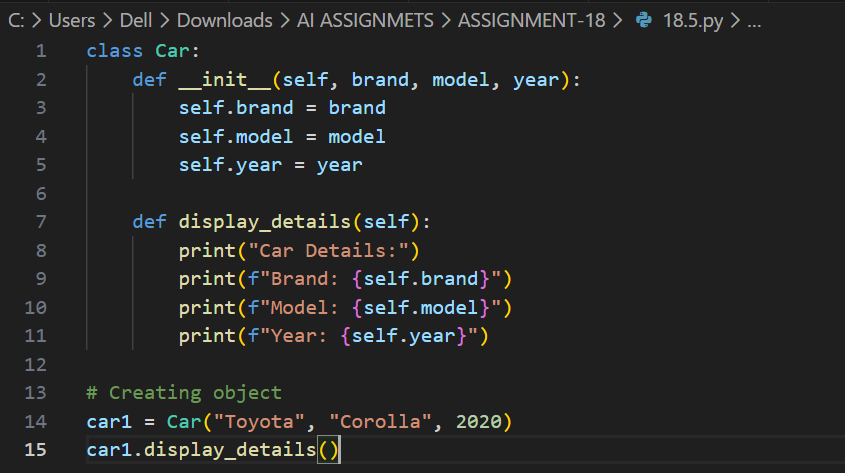 C: > Users > Dell > Downloads > AI ASSIGNMETS > ASSIGNMENT-18 > 18.5.py > ...
1 class Car:
2     def __init__(self, brand, model, year):
3         self.brand = brand
4         self.model = model
5         self.year = year
6
7     def display_details(self):
8         print("Car Details:")
9         print(f"Brand: {self.brand}")
10         print(f"Model: {self.model}")
11         print(f"Year: {self.year}")
12
13 # Creating object
14 car1 = Car("Toyota", "Corolla", 2020)
15 car1.display_details()